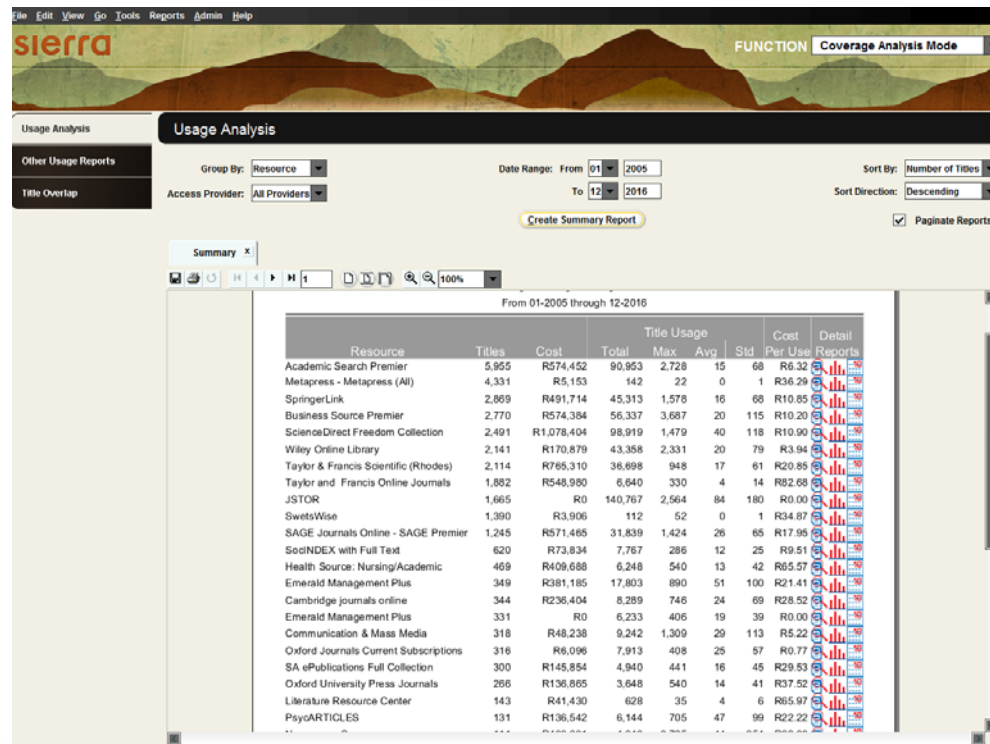 File Edit View Go Tools Reports Admin Help
sierra
FUNCTION Coverage Analysis Mode
Usage Analysis
Other Usage Reports
Title Overlap
Usage Analysis
Group By: Resource Date Range: From 01 2005 Sort By: Number of Titles
Access Provider: All Providers To 12 2016 Sort Direction: Descending
Create Summary Report Paginate Reports
Summary x
1 100%
From 01-2005 through 12-2016
Title Usage Cost Detail
Resource Titles Cost Total Max Avg Std Per Use Reports
Academic Search Premier 5,955 R574,452 90,953 2,728 15 68 R6.32
Metapress - Metapress (All) 4,331 R5,153 142 22 0 1 R36.29
SpringerLink 2,869 R491,714 45,313 1,578 16 68 R10.85
Business Source Premier 2,770 R574,384 56,337 3,687 20 115 R10.20
ScienceDirect Freedom Collection 2,491 R1,078,404 98,919 1,479 40 118 R10.90
Wiley Online Library 2,141 R170,879 43,358 2,331 20 79 R3.94
Taylor & Francis Scientific (Rhodes) 2,114 R765,310 36,698 948 17 61 R20.85
Taylor and Francis Online Journals 1,882 R548,980 6,640 330 4 14 R82.68
JSTOR 1,665 R0 140,767 2,564 84 180 R0.00
SwetsWise 1,390 R3,906 112 52 0 1 R34.87
SAGE Journals Online - SAGE Premier 1,245 R571,465 31,839 1,424 26 65 R17.95
SocINDEX with Full Text 620 R73,834 7,767 286 12 25 R9.51
Health Source: Nursing/Academic 469 R409,688 6,248 540 13 42 R65.57
Emerald Management Plus 349 R381,185 17,803 890 51 100 R21.41
Cambridge journals online 344 R236,404 8,289 746 24 69 R28.52
Emerald Management Plus 331 R0 6,233 406 19 39 R0.00
Communication & Mass Media 318 R48,238 9,242 1,309 29 113 R5.22
Oxford Journals Current Subscriptions 316 R6,096 7,913 408 25 57 R0.77
SA ePublications Full Collection 300 R145,854 4,940 441 16 45 R29.53
Oxford University Press Journals 266 R136,865 3,648 540 14 41 R37.52
Literature Resource Center 143 R41,430 628 35 4 6 R65.97
PsycARTICLES 131 R136,542 6,144 705 47 99 R22.22